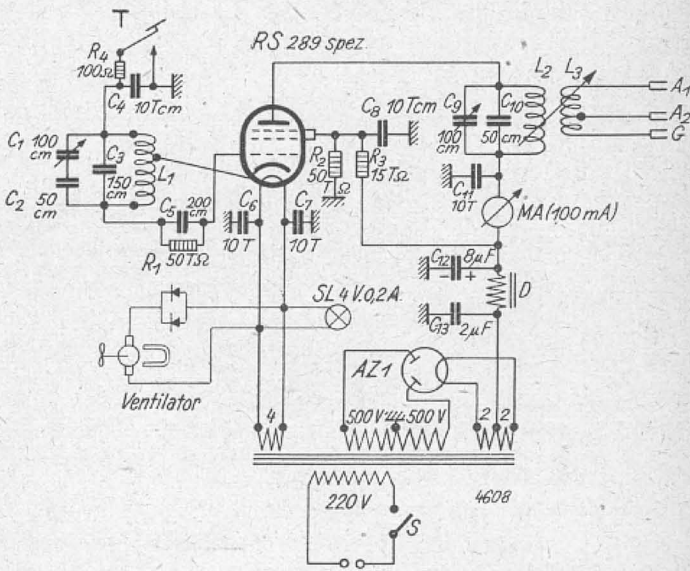 T
RS 289 spez.
R4
100Ω
C4
10Tcm
C1 100 cm
C2 50 cm
C3
150 cm
L1
C5 200 cm
R1 50TΩ
C6
10T
C7
10T
R2
50
TΩ
R3
15TΩ
C8 10Tcm
C9
100 cm
C10
50 cm
L2
L3
A1
A2
G
C11
10T
MA(100 mA)
C12 8µF
− +
D
C13 2µF
SL 4V.0,2A.
Ventilator
AZ1
4
500V 500V
2 2
220V
S
4608